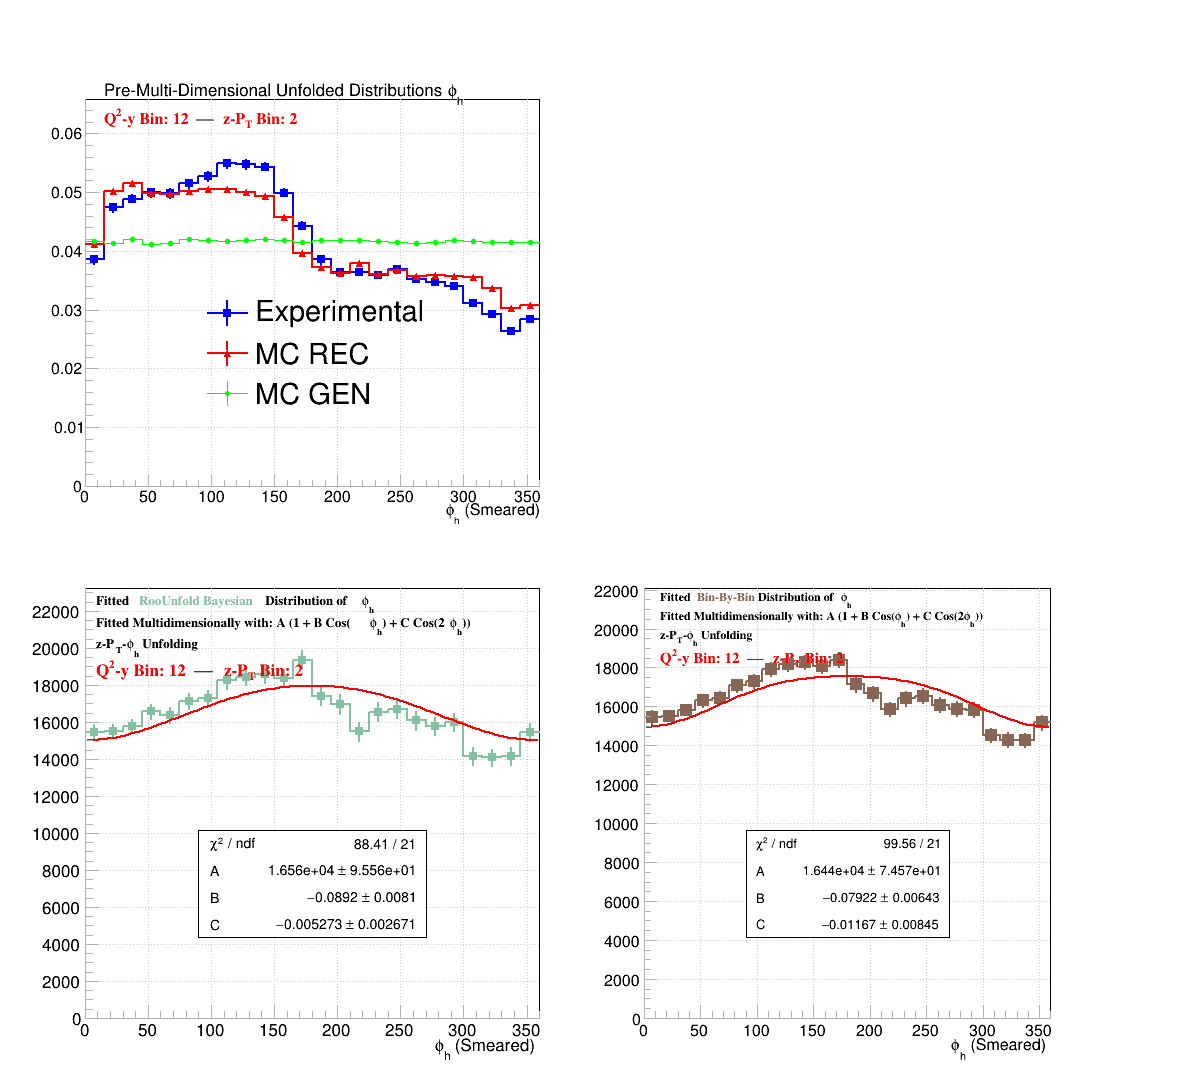 Pre-Multi-Dimensional Unfolded Distributions ϕh
Q2-y Bin: 12 — z-PT Bin: 2
0.06
0.05
0.04
0.03
0.02
0.01
0
Experimental
MC REC
MC GEN
0 50 100 150 200 250 300 350
ϕh (Smeared)
Fitted RooUnfold Bayesian Distribution of ϕh
Fitted Multidimensionally with: A (1 + B Cos( ϕh) + C Cos(2 ϕh))
z-PT-ϕh Unfolding
Q2-y Bin: 12 — z-PT Bin: 2
22000
20000
18000
16000
14000
12000
10000
8000
6000
4000
2000
0
χ2 / ndf 88.41 / 21
A 1.656e+04 ± 9.556e+01
B −0.0892 ± 0.0081
C −0.005273 ± 0.002671
0 50 100 150 200 250 300 350
ϕh (Smeared)
Fitted Bin-By-Bin Distribution of ϕh
Fitted Multidimensionally with: A (1 + B Cos(ϕh) + C Cos(2ϕh))
z-PT-ϕh Unfolding
Q2-y Bin: 12 — z-PT Bin: 2
22000
20000
18000
16000
14000
12000
10000
8000
6000
4000
2000
0
χ2 / ndf 99.56 / 21
A 1.644e+04 ± 7.457e+01
B −0.07922 ± 0.00643
C −0.01167 ± 0.00845
0 50 100 150 200 250 300 350
ϕh (Smeared)